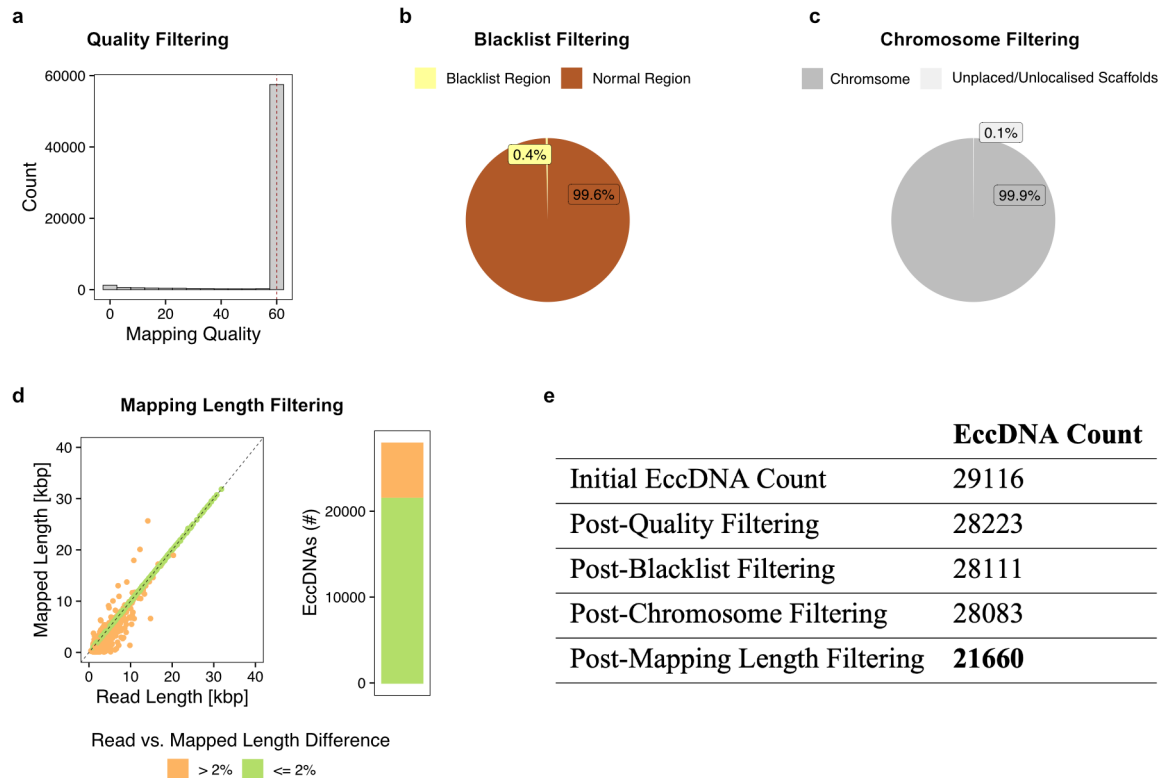 a
Quality Filtering
60000
40000
20000
0
Count
0 20 40 60
Mapping Quality
b
Blacklist Filtering
Blacklist Region Normal Region
0.4%
99.6%
c
Chromosome Filtering
Chromsome Unplaced/Unlocalised Scaffolds
0.1%
99.9%
d
Mapping Length Filtering
40
30
20
10
0
Mapped Length [kbp]
0 10 20 30 40
Read Length [kbp]
20000
10000
0
EccDNAs (#)
Read vs. Mapped Length Difference
> 2% <= 2%
e
EccDNA Count
Initial EccDNA Count 29116
Post-Quality Filtering 28223
Post-Blacklist Filtering 28111
Post-Chromosome Filtering 28083
Post-Mapping Length Filtering 21660